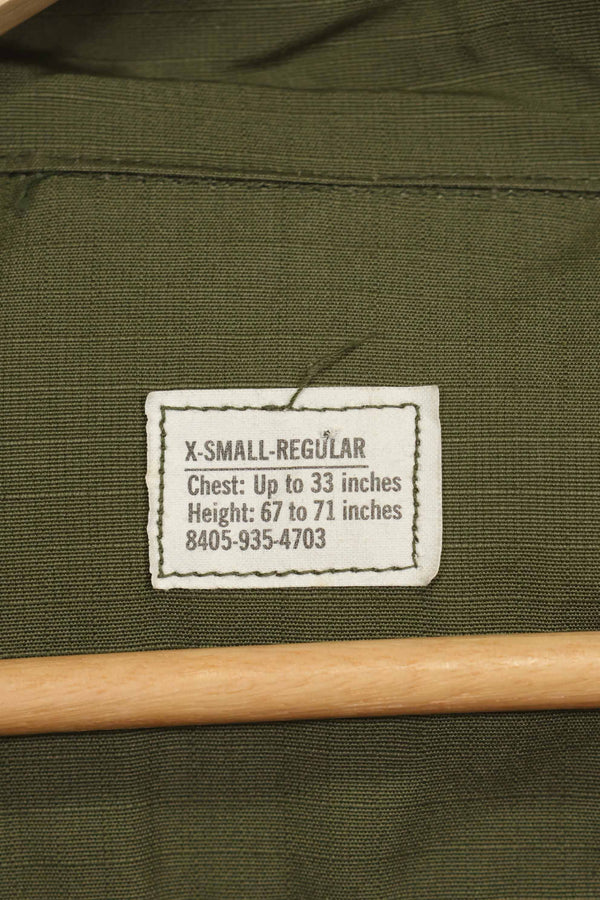 X-SMALL-REGULAR
Chest: Up to 33 inches
Height: 67 to 71 inches
8405-935-4703